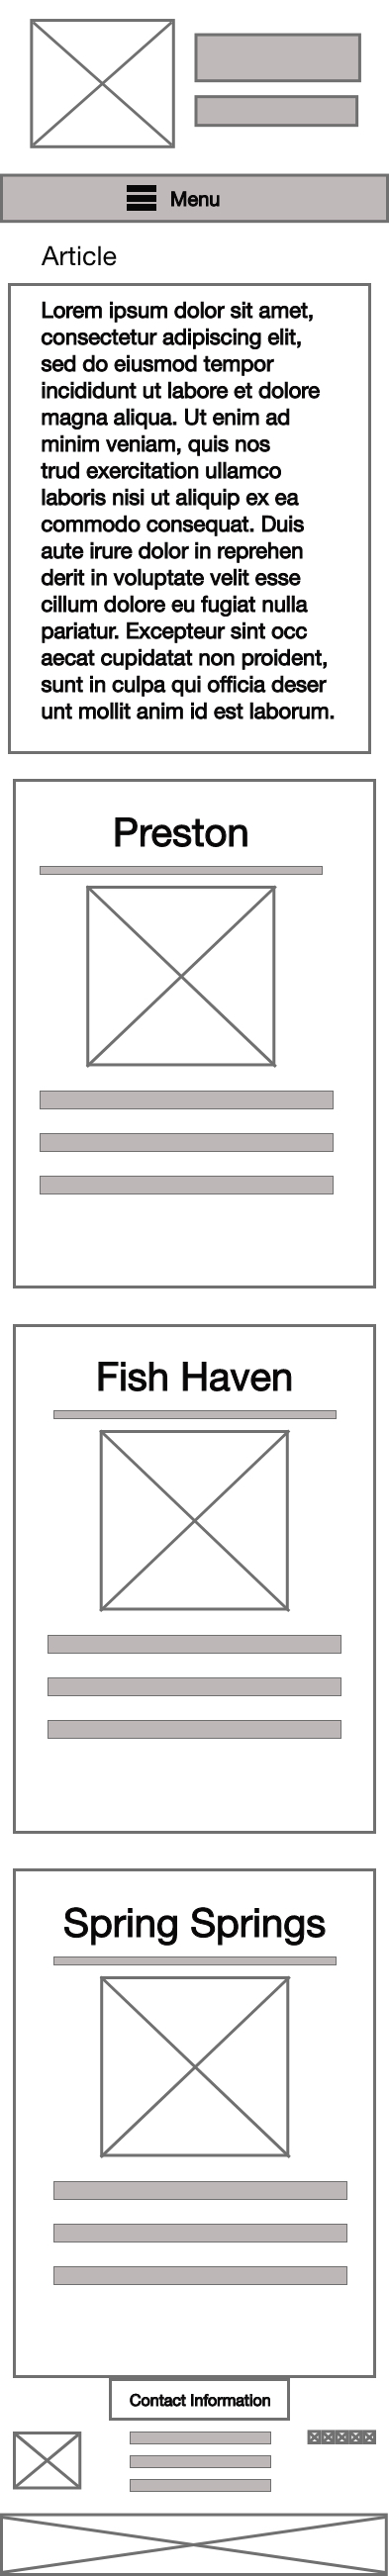 Menu
Article
Lorem ipsum dolor sit amet,
consectetur adipiscing elit,
sed do eiusmod tempor
incididunt ut labore et dolore
magna aliqua. Ut enim ad
minim veniam, quis nos
trud exercitation ullamco
laboris nisi ut aliquip ex ea
commodo consequat. Duis
aute irure dolor in reprehen
derit in voluptate velit esse
cillum dolore eu fugiat nulla
pariatur. Excepteur sint occ
aecat cupidatat non proident,
sunt in culpa qui officia deser
unt mollit anim id est laborum.
Preston
Fish Haven
Spring Springs
Contact Information